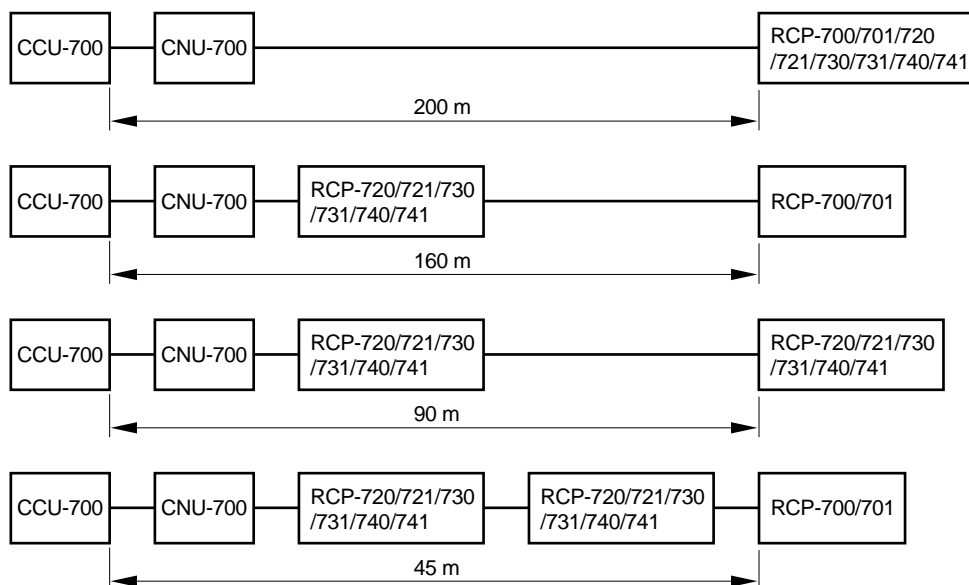 CCU-700
CNU-700
RCP-700/701/720
/721/730/731/740/741
200 m
CCU-700
CNU-700
RCP-720/721/730
/731/740/741
RCP-700/701
160 m
CCU-700
CNU-700
RCP-720/721/730
/731/740/741
RCP-720/721/730
/731/740/741
90 m
CCU-700
CNU-700
RCP-720/721/730
/731/740/741
RCP-720/721/730
/731/740/741
RCP-700/701
45 m